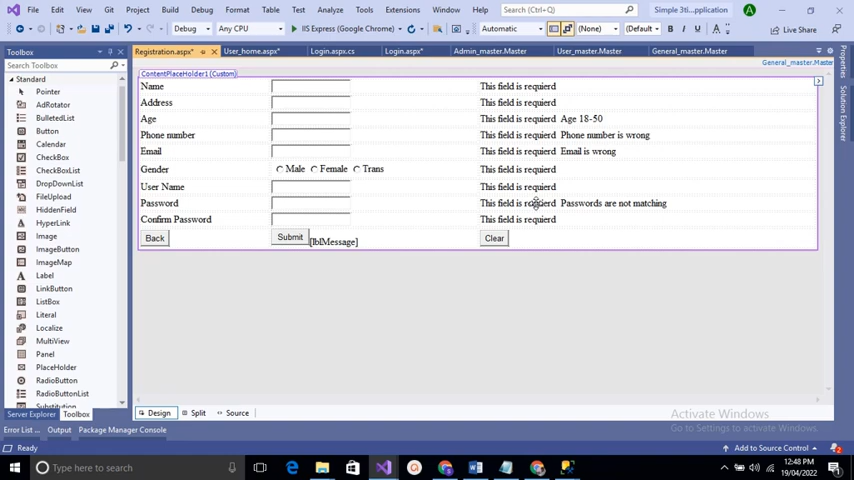 File Edit View Git Project Build Debug Format Table Test Analyze Tools Extensions Window Help Search (Ctrl+Q) Simple 3ti...pplication
Debug Any CPU IIS Express (Google Chrome) Automatic (None) (Default B I U Live Share
Toolbox
Search Toolbox
Standard
Pointer
AdRotator
BulletedList
Button
Calendar
CheckBox
CheckBoxList
DropDownList
FileUpload
HiddenField
HyperLink
Image
ImageButton
ImageMap
Label
LinkButton
ListBox
Literal
Localize
MultiView
Panel
PlaceHolder
RadioButton
RadioButtonList
Substitution
Server Explorer Toolbox
Registration.aspx* User_home.aspx* Login.aspx.cs Login.aspx* Admin_master.Master User_master.Master General_master.Master
General_master.Master
ContentPlaceHolder1 (Custom)
Name This field is requierd
Address This field is requierd
Age This field is requierd Age 18-50
Phone number This field is requierd Phone number is wrong
Email This field is requierd Email is wrong
Gender Male Female Trans This field is requierd
User Name This field is requierd
Password This field is requierd Passwords are not matching
Confirm Password This field is requierd
Back Submit [lblMessage] Clear
Design Split Source
Solution Explorer
Properties
Activate Windows
Go to Settings to activate Windows.
Error List ... Output Package Manager Console
Ready Add to Source Control 2
Type here to search
12:48 PM
19/04/2022